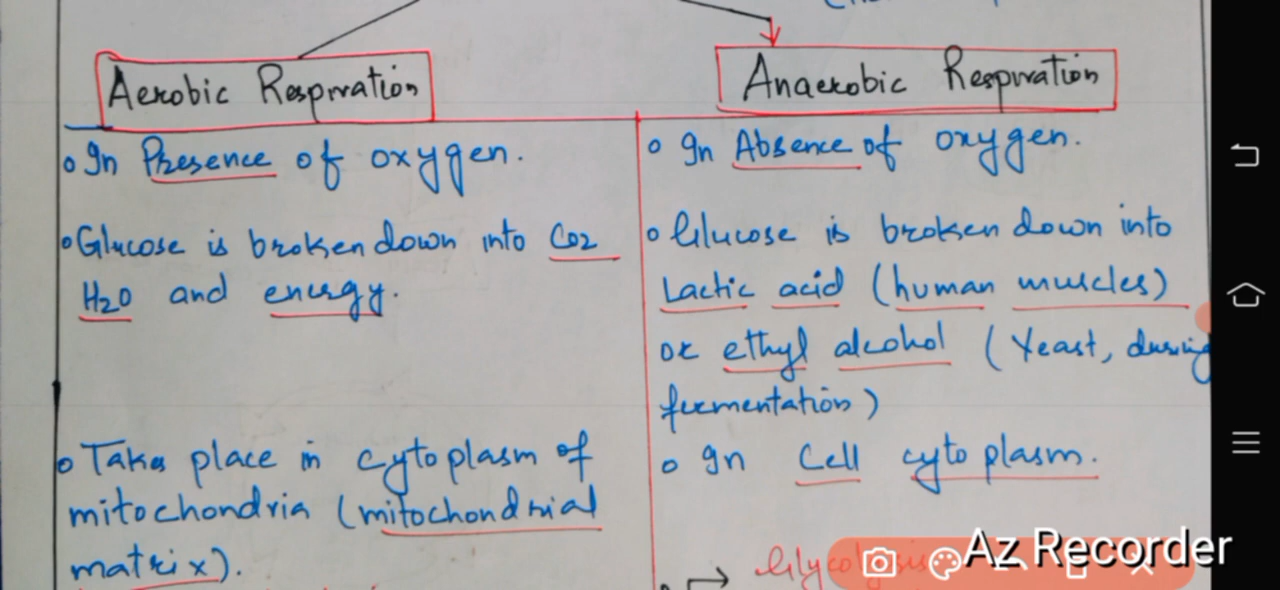 Aerobic Respiration
o In Presence of oxygen.
o Glucose is broken down into CO2
H2O and energy.
o Takes place in cytoplasm of
mitochondria (mitochondrial
matrix).
Anaerobic Respiration
o In Absence of oxygen.
o Glucose is broken down into
Lactic acid (human muscles)
or ethyl alcohol (Yeast, during
fermentation)
o In Cell cytoplasm.
→ Glycolysis
Az Recorder